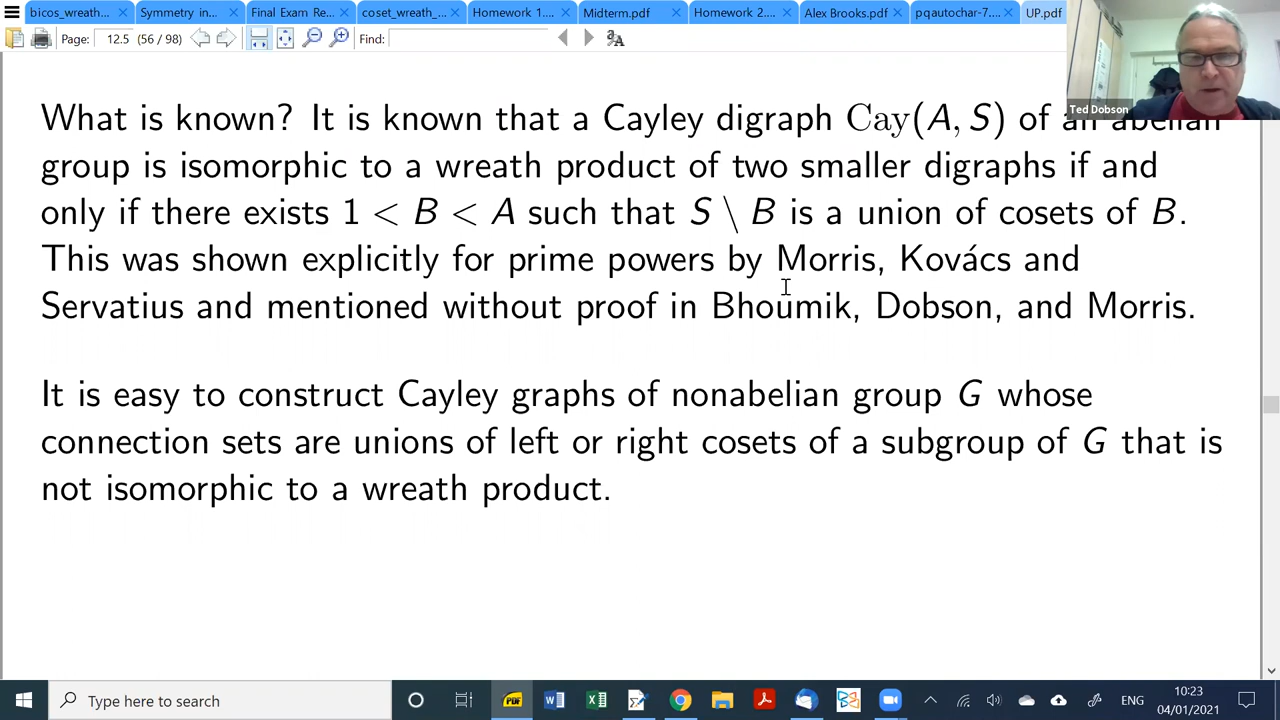 bicos_wreath... Symmetry in... Final Exam Re... coset_wreath_... Homework 1.... Midterm.pdf Homework 2.... Alex Brooks.pdf pqautochar-7.... UP.pdf
Page: 12.5 (56 / 98) Find:
Ted Dobson
What is known? It is known that a Cayley digraph Cay(A, S) of an abelian
group is isomorphic to a wreath product of two smaller digraphs if and
only if there exists 1 < B < A such that S \ B is a union of cosets of B.
This was shown explicitly for prime powers by Morris, Kovács and
Servatius and mentioned without proof in Bhoumik, Dobson, and Morris.
It is easy to construct Cayley graphs of nonabelian group G whose
connection sets are unions of left or right cosets of a subgroup of G that is
not isomorphic to a wreath product.
Type here to search
ENG
10:23
04/01/2021